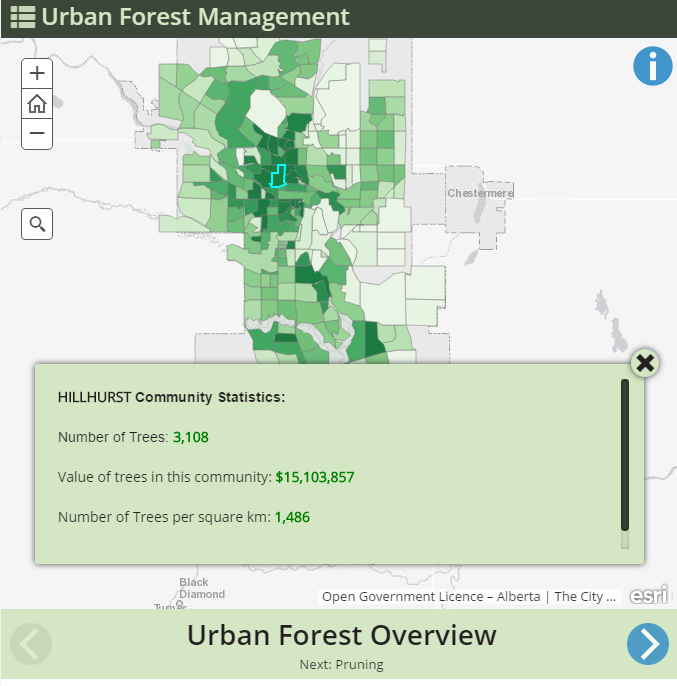 Urban Forest Management
Chestermere
HILLHURST Community Statistics:
Number of Trees: 3,108
Value of trees in this community: $15,103,857
Number of Trees per square km: 1,486
Black
Diamond
Turner
Open Government Licence – Alberta | The City ...
esri
Urban Forest Overview
Next: Pruning